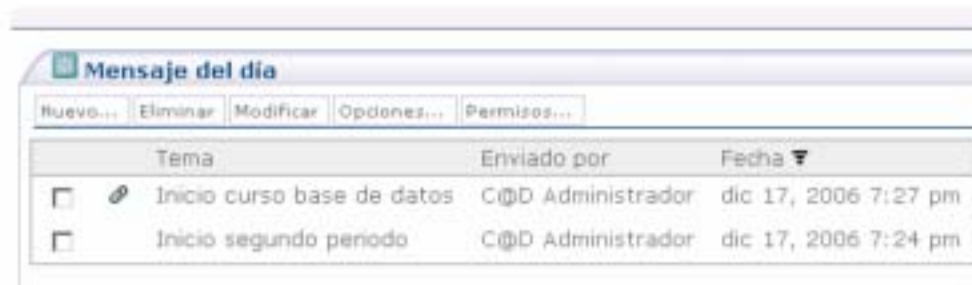 Mensaje del día
Nuevo... Eliminar Modificar Opciones... Permisos...
Tema Enviado por Fecha
Inicio curso base de datos C@D Administrador dic 17, 2006 7:27 pm
Inicio segundo periodo C@D Administrador dic 17, 2006 7:24 pm